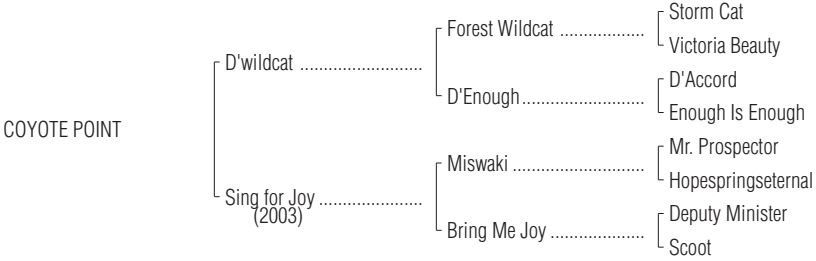 Storm Cat
Forest Wildcat ..................
Victoria Beauty
D'wildcat ..........................
D'Accord
D'Enough..........................
Enough Is Enough
COYOTE POINT
Mr. Prospector
Miswaki ............................
Hopespringseternal
Sing for Joy ......................
(2003)
Deputy Minister
Bring Me Joy ....................
Scoot